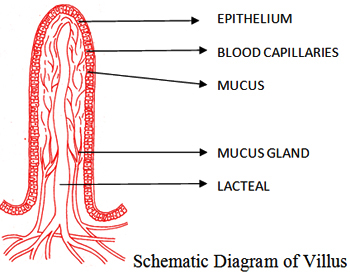 EPITHELIUM
BLOOD CAPILLARIES
MUCUS
MUCUS GLAND
LACTEAL
Schematic Diagram of Villus